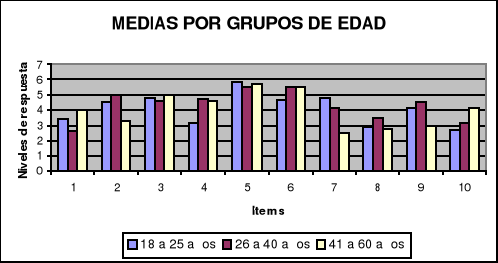 MEDIAS POR GRUPOS DE EDAD
Niveles de respuesta
7
6
5
4
3
2
1
0
1 2 3 4 5 6 7 8 9 10
Items
18 a 25 a os 26 a 40 a os 41 a 60 a os